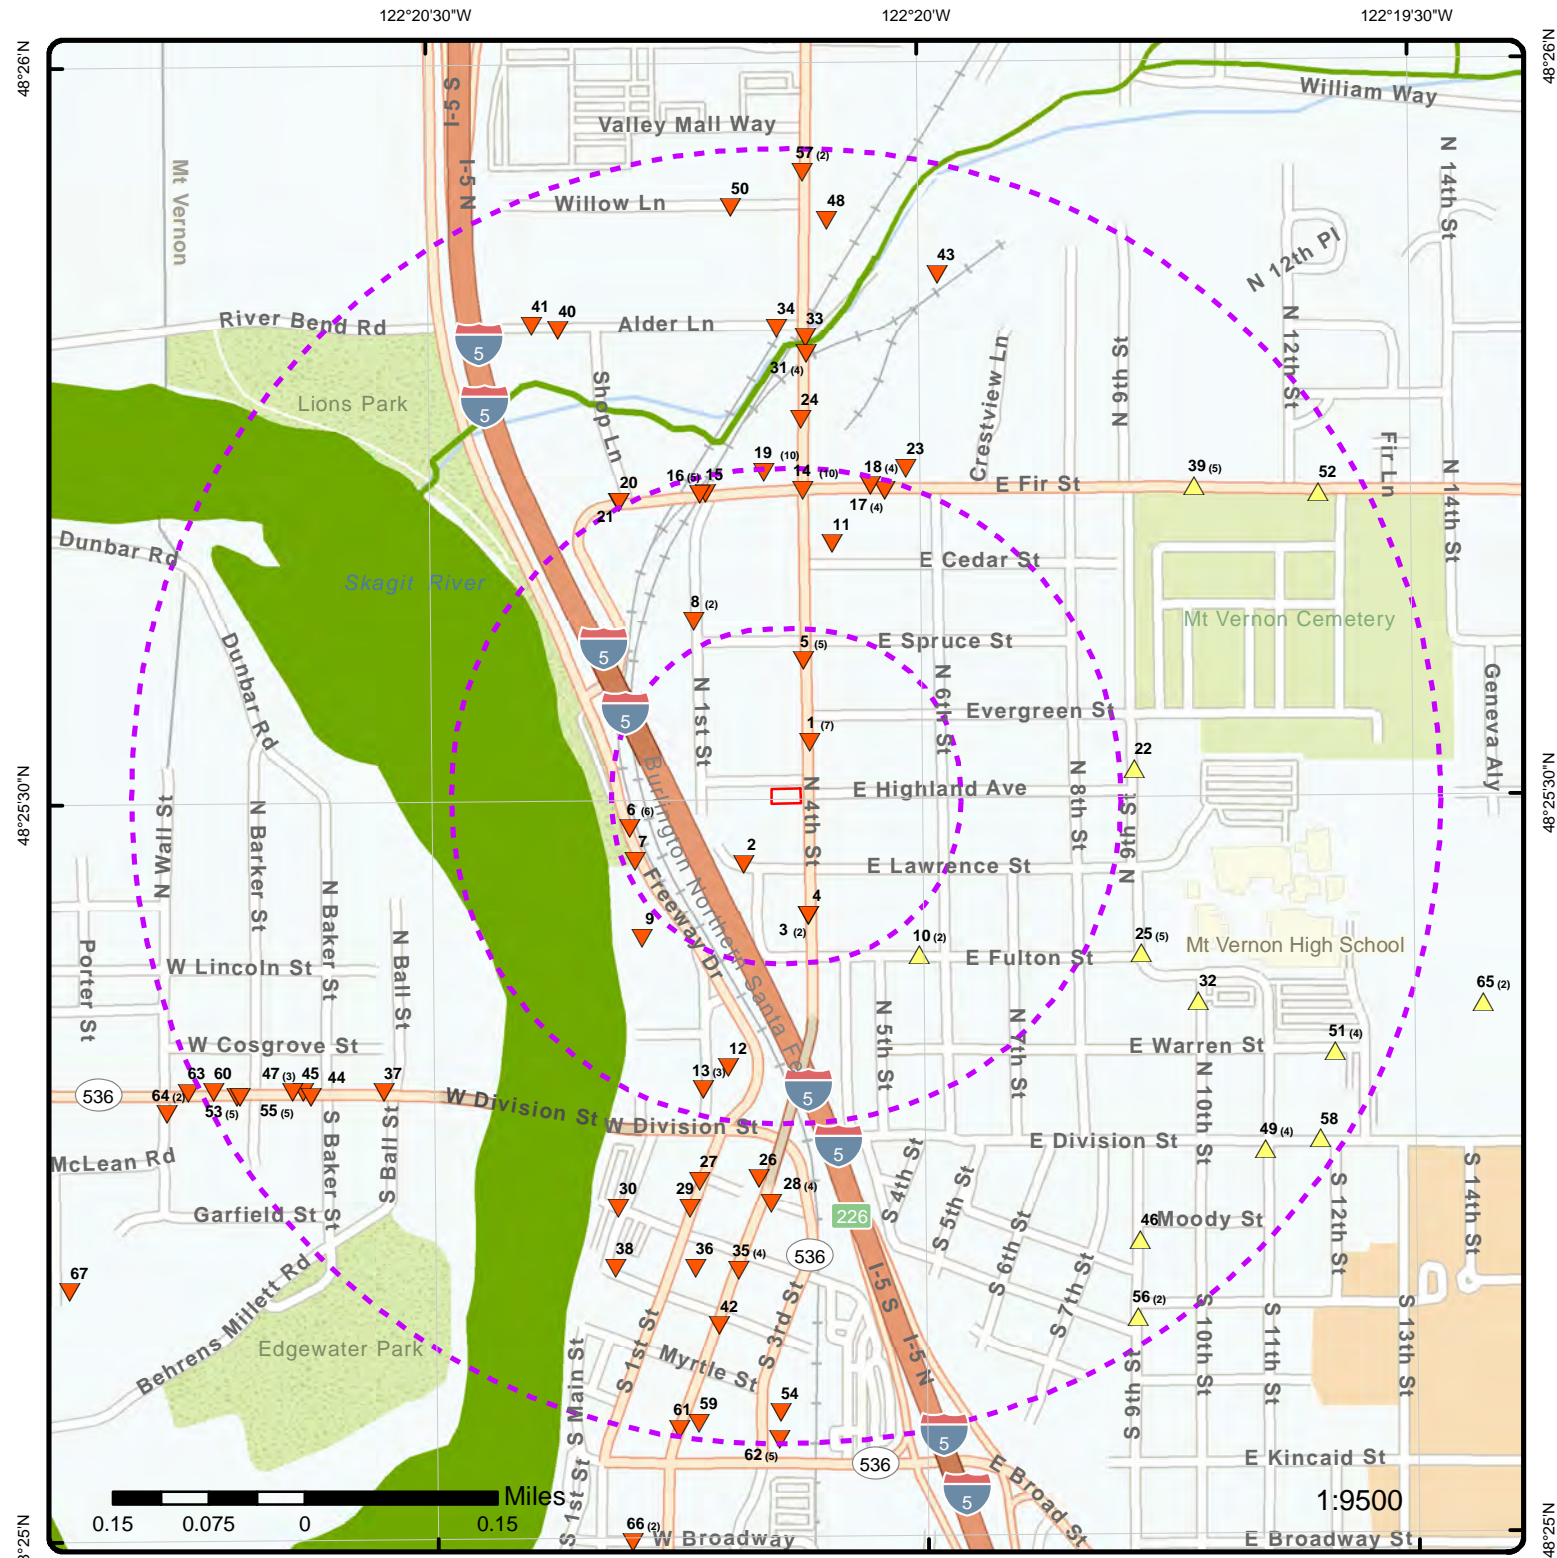 122°20'30"W
122°20'W
122°19'30"W
48°26'N
48°26'N
I-5 S
I-5 N
Valley Mall Way
William Way
Mt Vernon
57 (2)
50
48
Willow Ln
N 14th St
43
N 12th Pl
River Bend Rd
41
40
Alder Ln
34
33
5
31 (4)
N 9th St
N 12th St
Crestview Ln
Lions Park
5
Shop Ln
24
19 (10)
23
16 (5)
15
14 (10)
18 (4)
17 (4)
20
21
E Fir St
39 (5)
52
Fir Ln
N 14th St
11
Dunbar Rd
E Cedar St
Skagit River
8 (2)
Mt Vernon Cemetery
5
5 (5)
E Spruce St
Dunbar Rd
N 1st St
N 6th St
Geneva Aly
5
1 (7)
Evergreen St
22
48°25'30"N
48°25'30"N
Burlington Northern Santa Fe
N 4th St
E Highland Ave
N 8th St
N 9th St
N Wall St
N Barker St
N Baker St
6 (6)
7
2
E Lawrence St
Freeway Dr
4
3 (2)
9
10 (2)
E Fulton St
25 (5)
Mt Vernon High School
Porter St
W Lincoln St
N Ball St
32
65 (2)
N 5th St
N 7th St
W Cosgrove St
E Warren St
51 (4)
12
13 (3)
536
63
60
47 (3)
45
44
37
64 (2)
53 (5)
55 (5)
5
W Division St
W Division St
5
E Division St
49 (4)
58
N 10th St
McLean Rd
S Baker St
S Ball St
27
26
28 (4)
30
29
226
S 4th St
S 5th St
S 6th St
S 7th St
46
Moody St
S 12th St
S 14th St
Garfield St
38
36
35 (4)
536
67
Behrens Millett Rd
I-5 S
I-5 N
56 (2)
S 10th St
S 11th St
S 13th St
42
Edgewater Park
S Main St
S 1st St
Myrtle St
S 3rd St
S 9th St
54
61
59
62 (5)
536
5
E Kincaid St
E Broad St
5
S 1st St
Miles
0.15
0.075
0
0.15
1:9500
66 (2)
W Broadway
E Broadway St
48°25'N